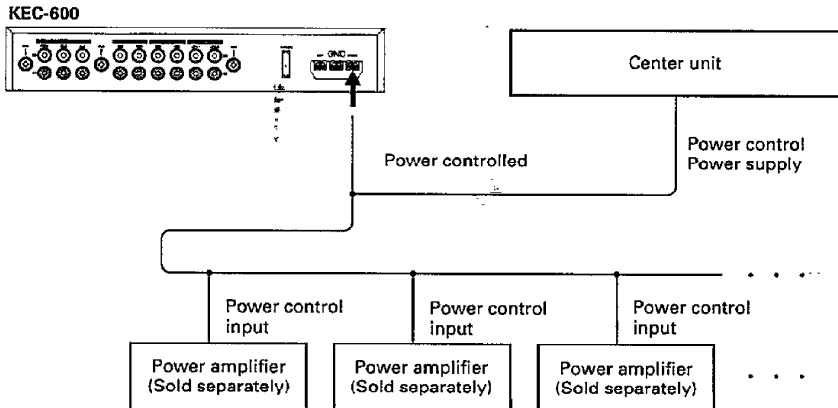 KEC-600
GND
Center unit
Power control
Power supply
Power controlled
Power control
input
Power control
input
Power control
input
Power amplifier
(Sold separately)
Power amplifier
(Sold separately)
Power amplifier
(Sold separately)